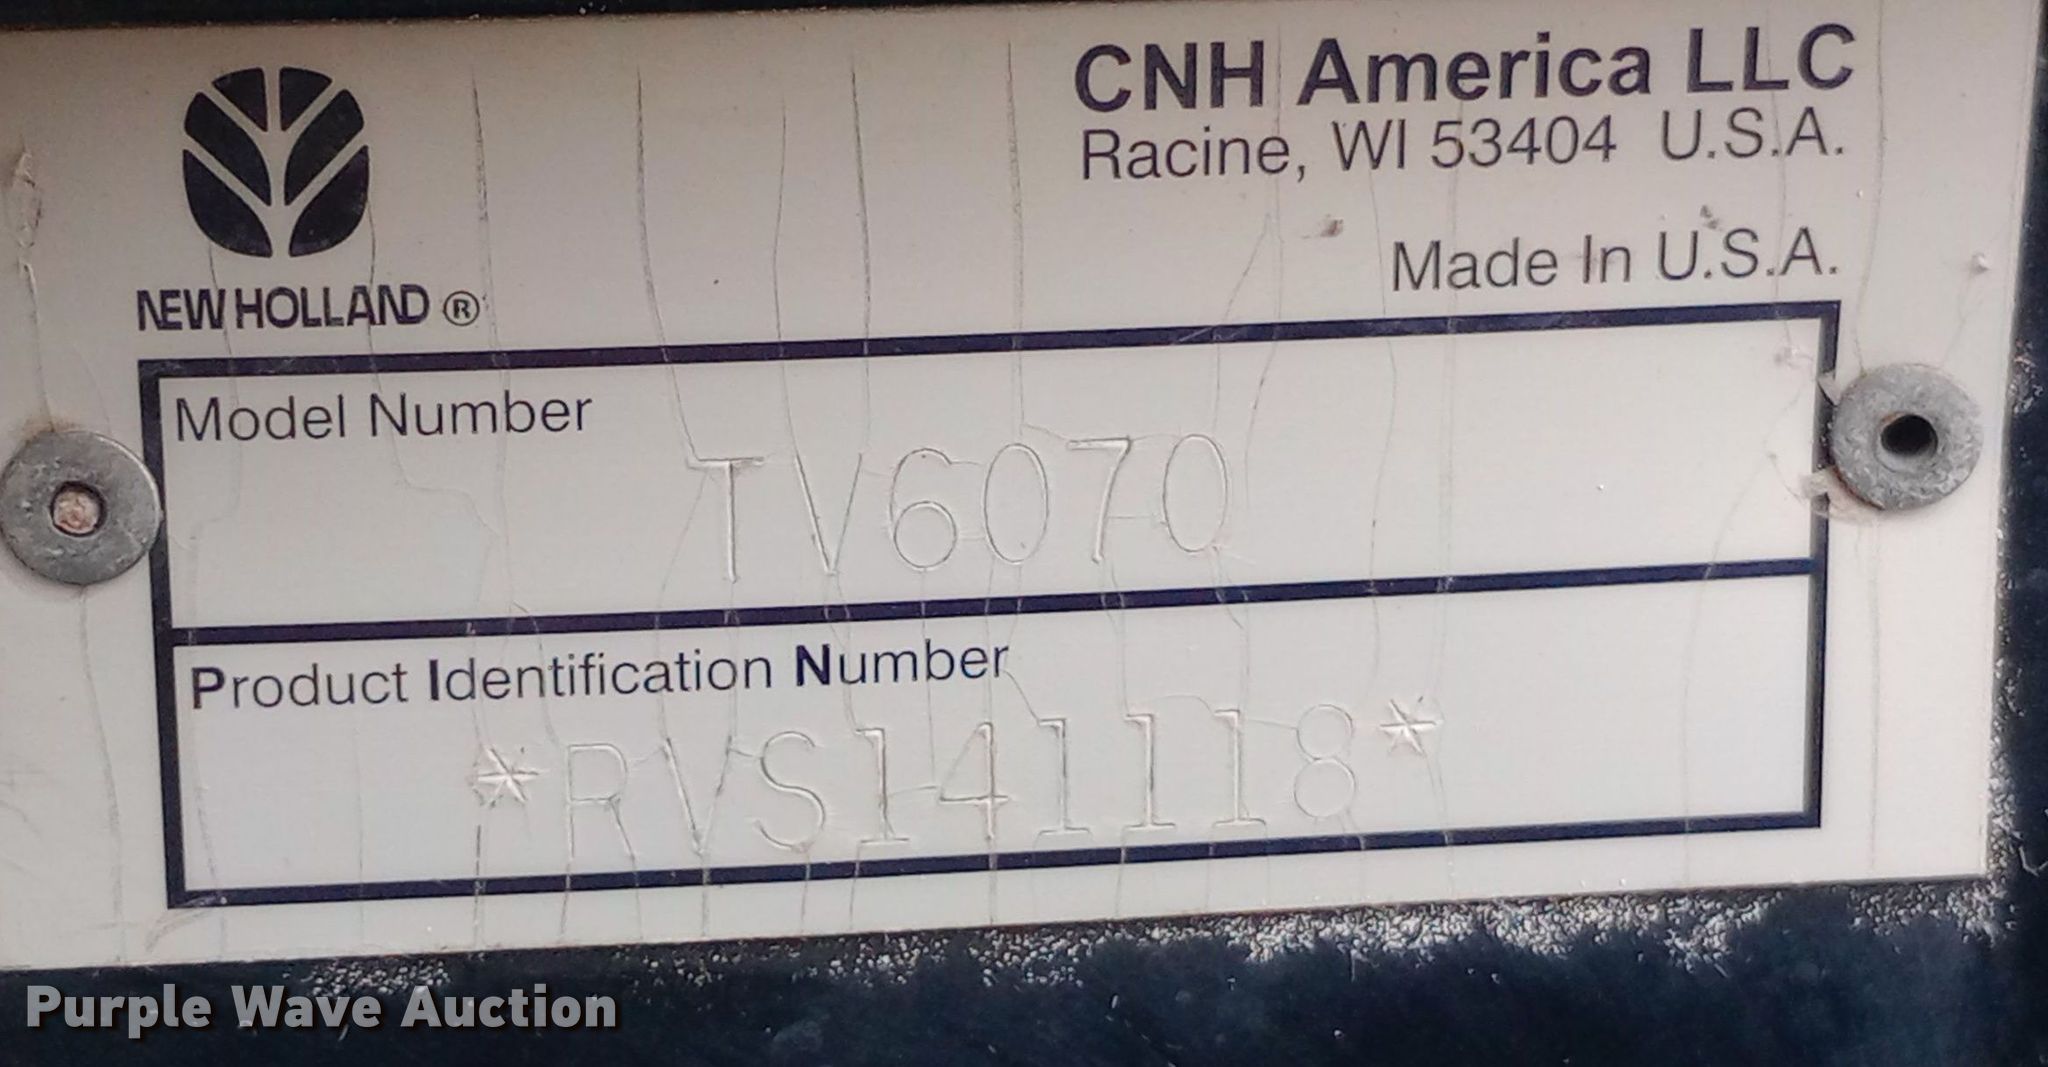 CNH America LLC
Racine, WI 53404 U.S.A.
Made In U.S.A.
NEW HOLLAND ®
Model Number
TV6070
Product Identification Number
*RVS141118*
Purple Wave Auction